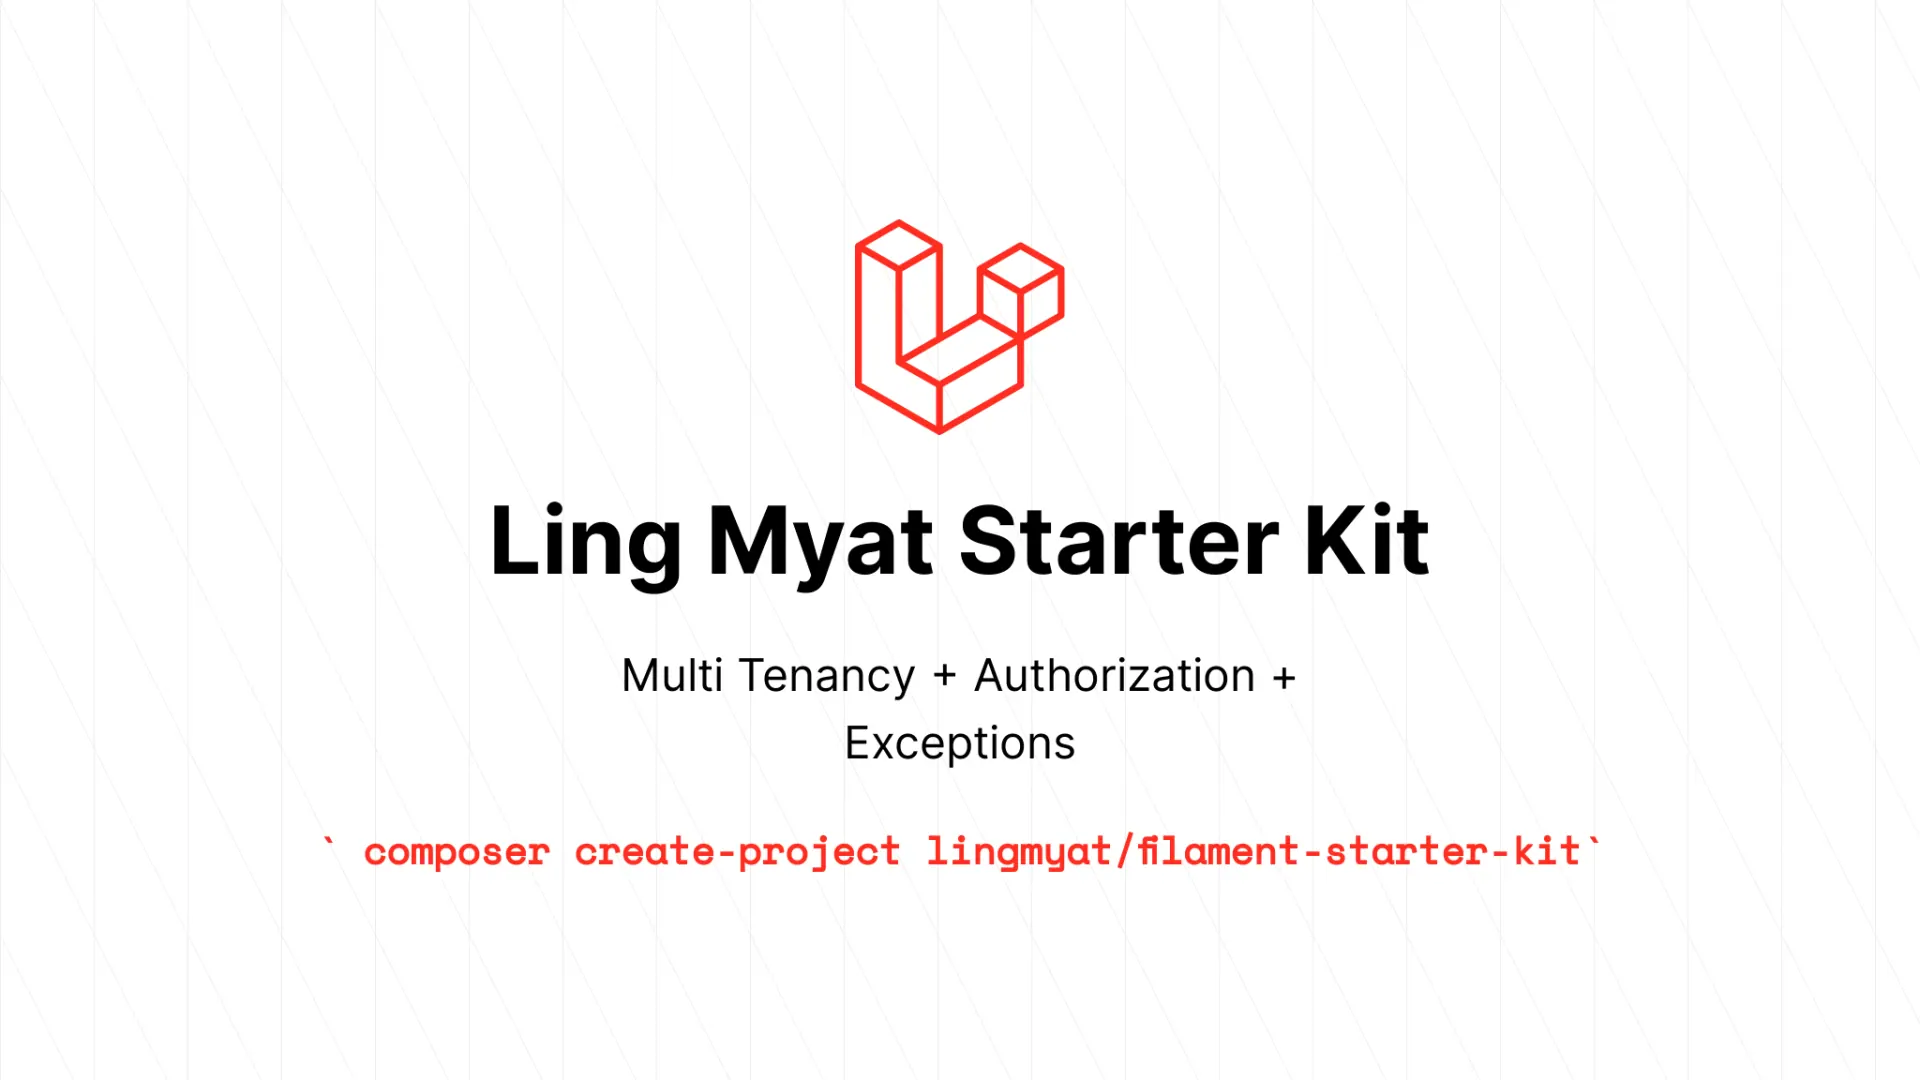 Ling Myat Starter Kit
Multi Tenancy + Authorization +
Exceptions
` composer create-project lingmyat/filament-starter-kit`